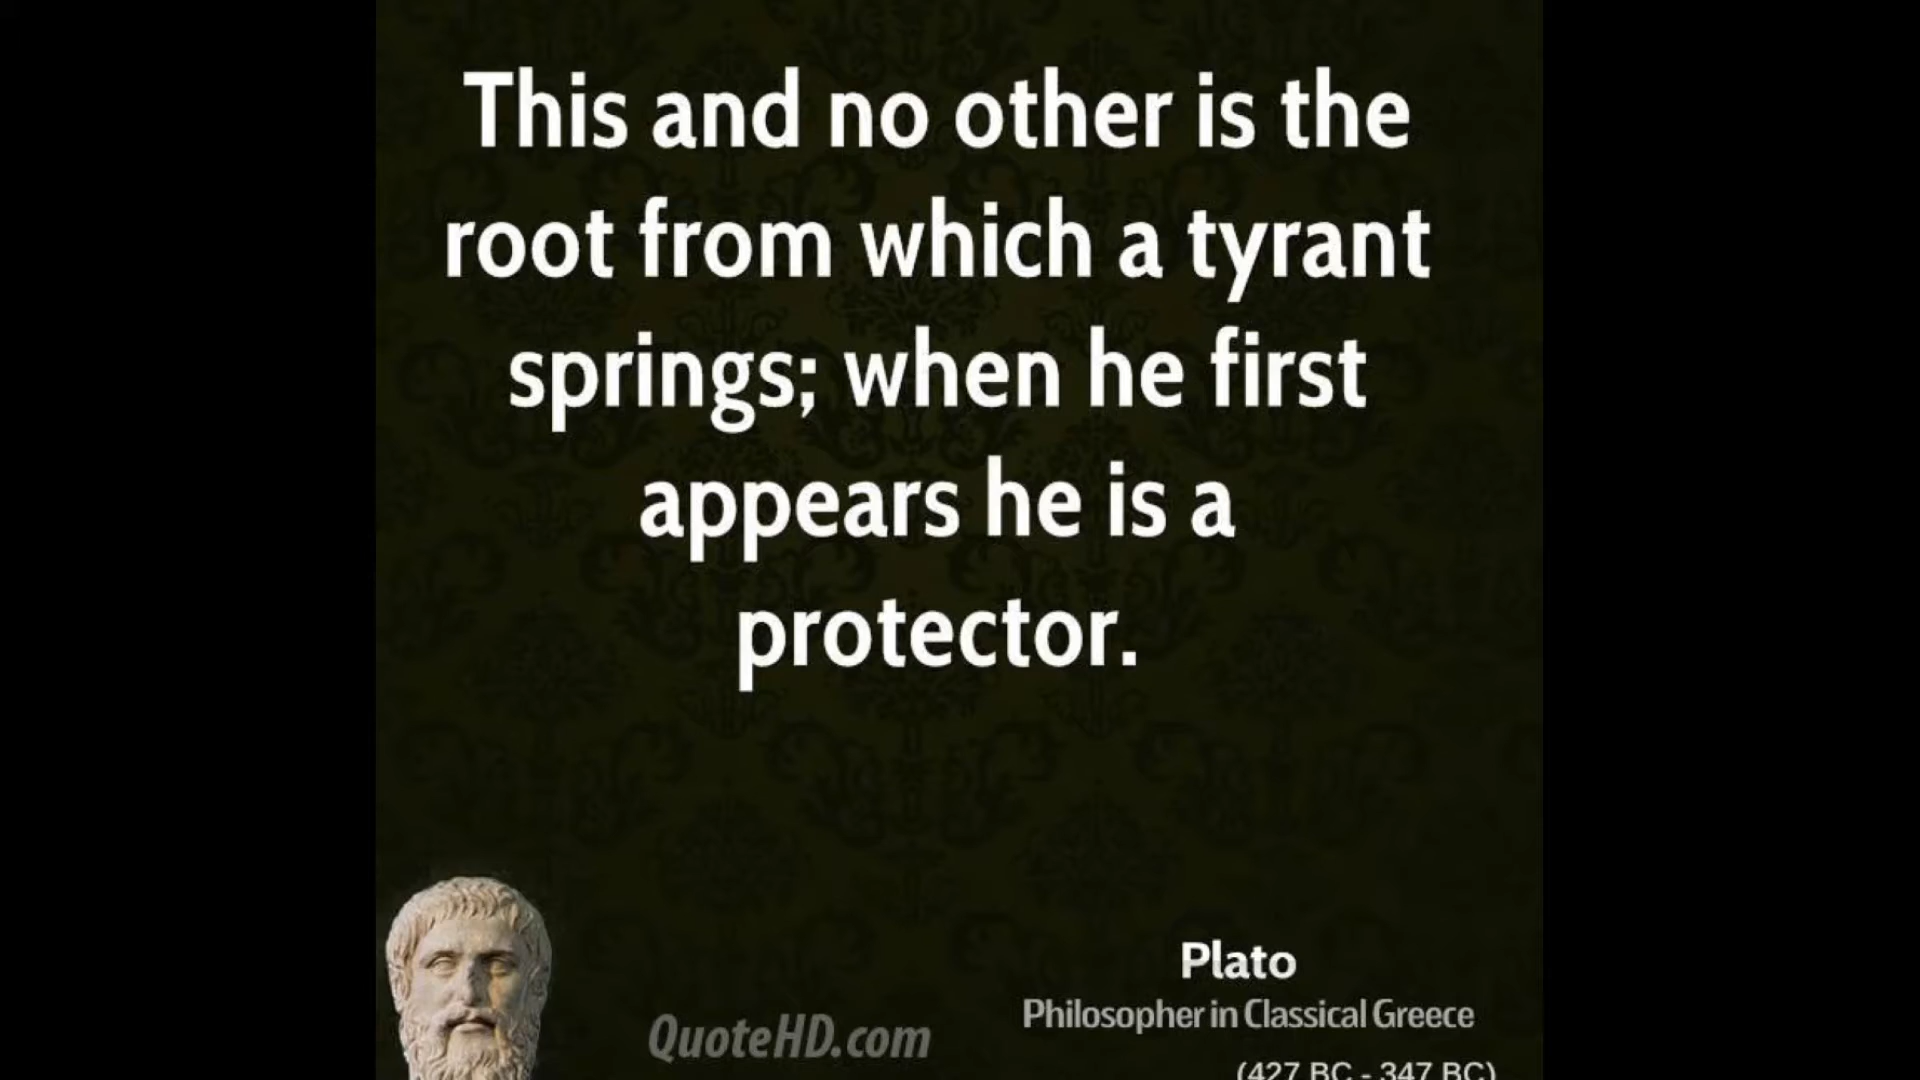 This and no other is the
root from which a tyrant
springs; when he first
appears he is a
protector.
Plato
Philosopher in Classical Greece
QuoteHD.com
(427 BC - 347 BC)